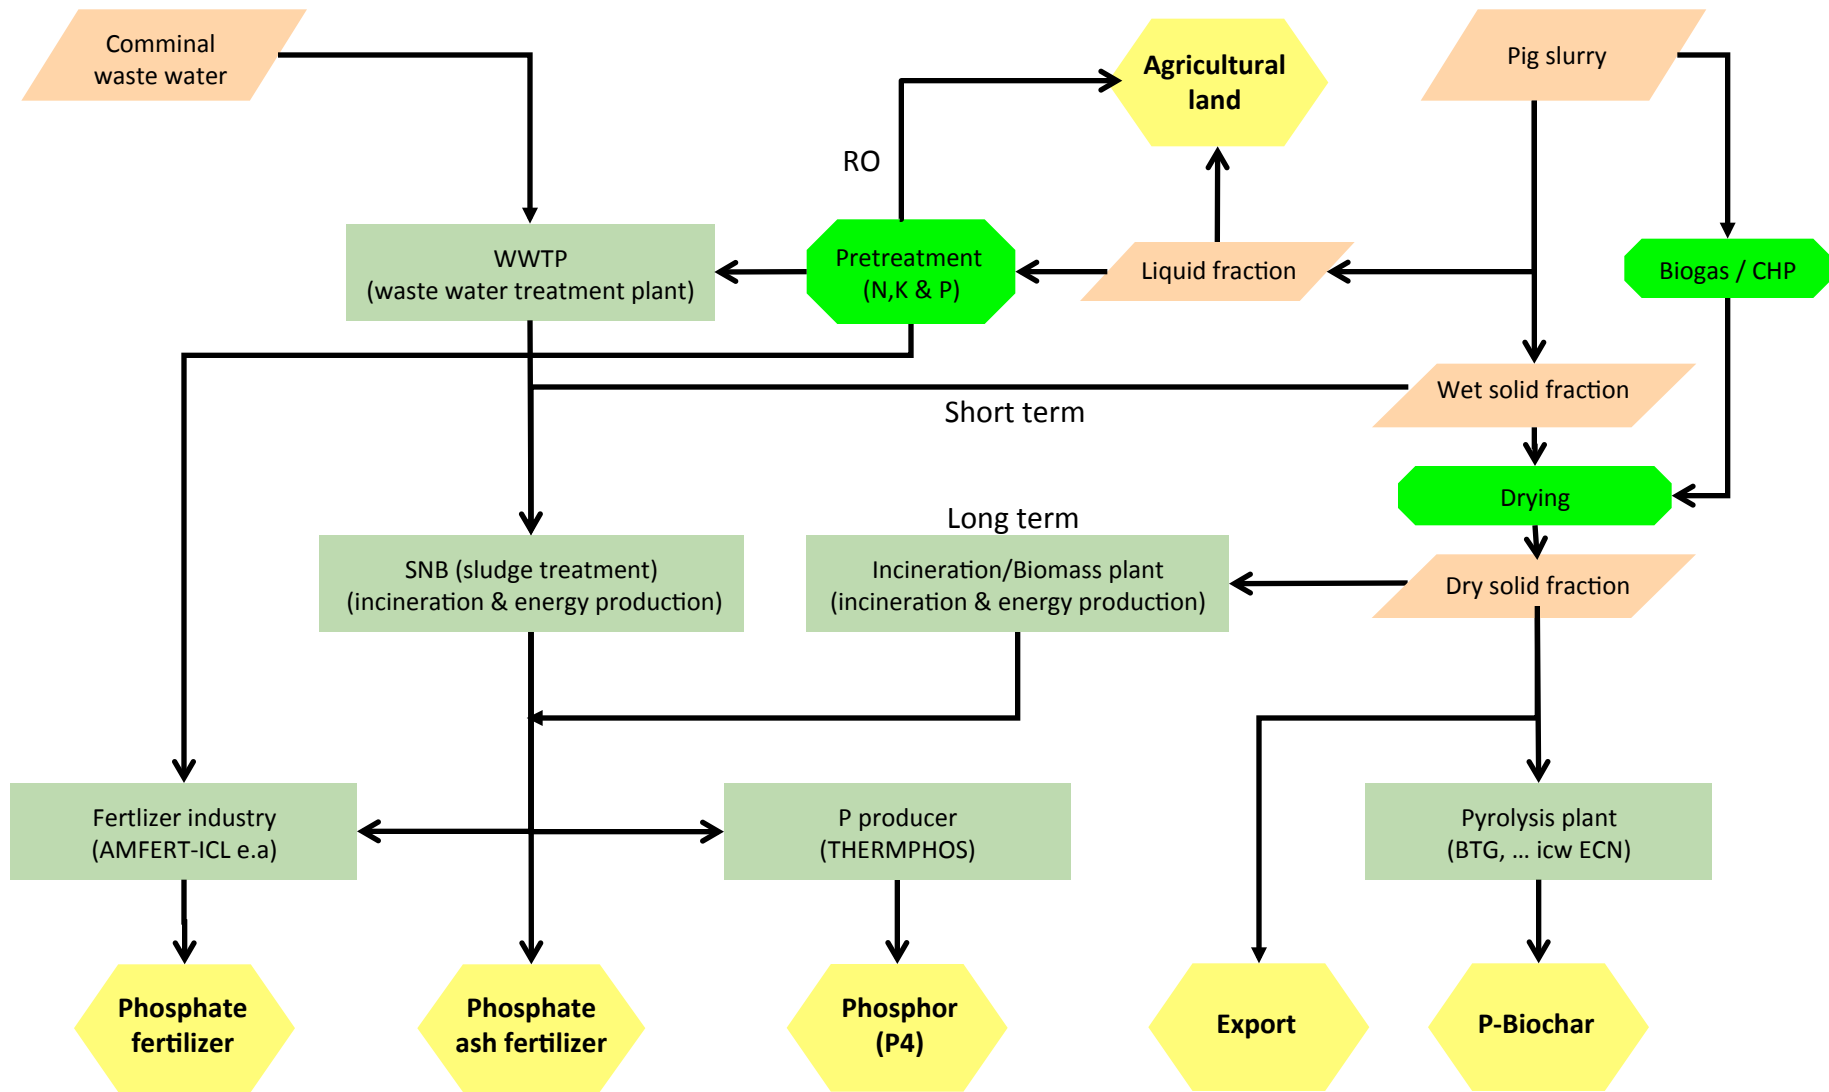 Comminal
waste water
Agricultural
land
Pig slurry
RO
WWTP
(waste water treatment plant)
Pretreatment
(N,K & P)
Liquid fraction
Biogas / CHP
Wet solid fraction
Short term
Drying
Long term
SNB (sludge treatment)
(incineration & energy production)
Incineration/Biomass plant
(incineration & energy production)
Dry solid fraction
Fertlizer industry
(AMFERT-ICL e.a)
P producer
(THERMPHOS)
Pyrolysis plant
(BTG, ... icw ECN)
Phosphate
fertilizer
Phosphate
ash fertilizer
Phosphor
(P4)
Export
P-Biochar